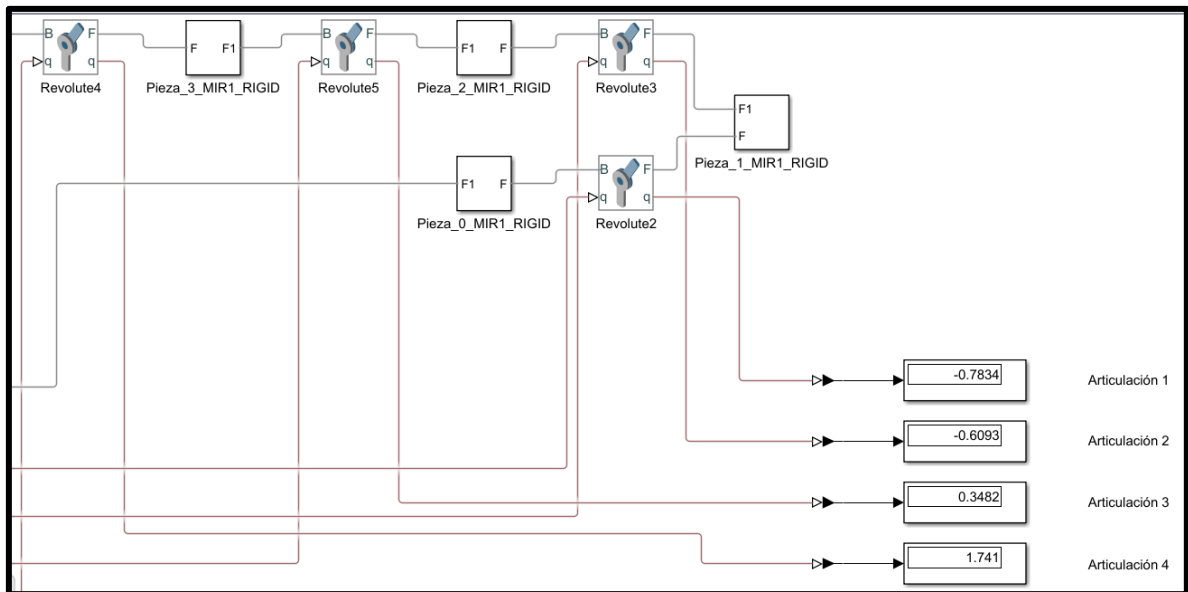 B F
q q
Revolute4
F F1
Pieza_3_MIR1_RIGID
B F
q q
Revolute5
F1 F
Pieza_2_MIR1_RIGID
B F
q q
Revolute3
F1
F
Pieza_1_MIR1_RIGID
F1 F
Pieza_0_MIR1_RIGID
B F
q q
Revolute2
-0.7834 Articulación 1
-0.6093 Articulación 2
0.3482 Articulación 3
1.741 Articulación 4